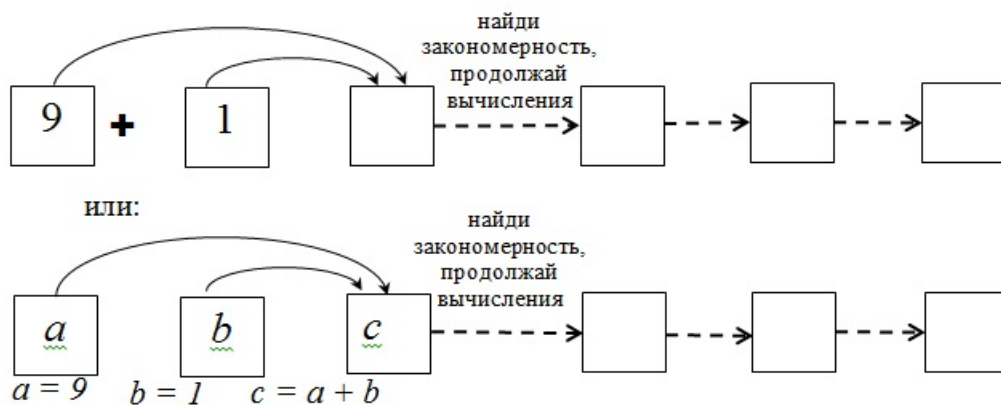 найди
закономерность,
продолжай
вычисления
9 + 1
или:
найди
закономерность,
продолжай
вычисления
a b c
a = 9 b = 1 c = a + b